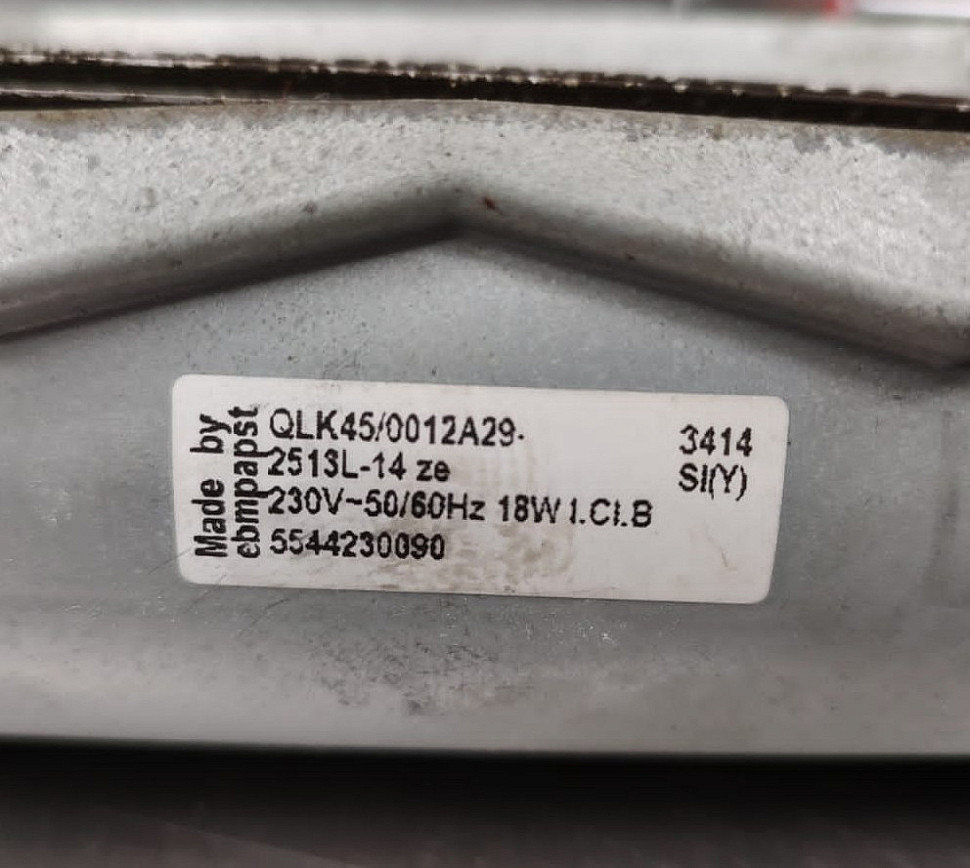 Made by
ebmpapst
QLK45/0012A29-
2513L-14 ze
230V~50/60Hz 18W I.Cl.B
5544230090
3414
SI(Y)